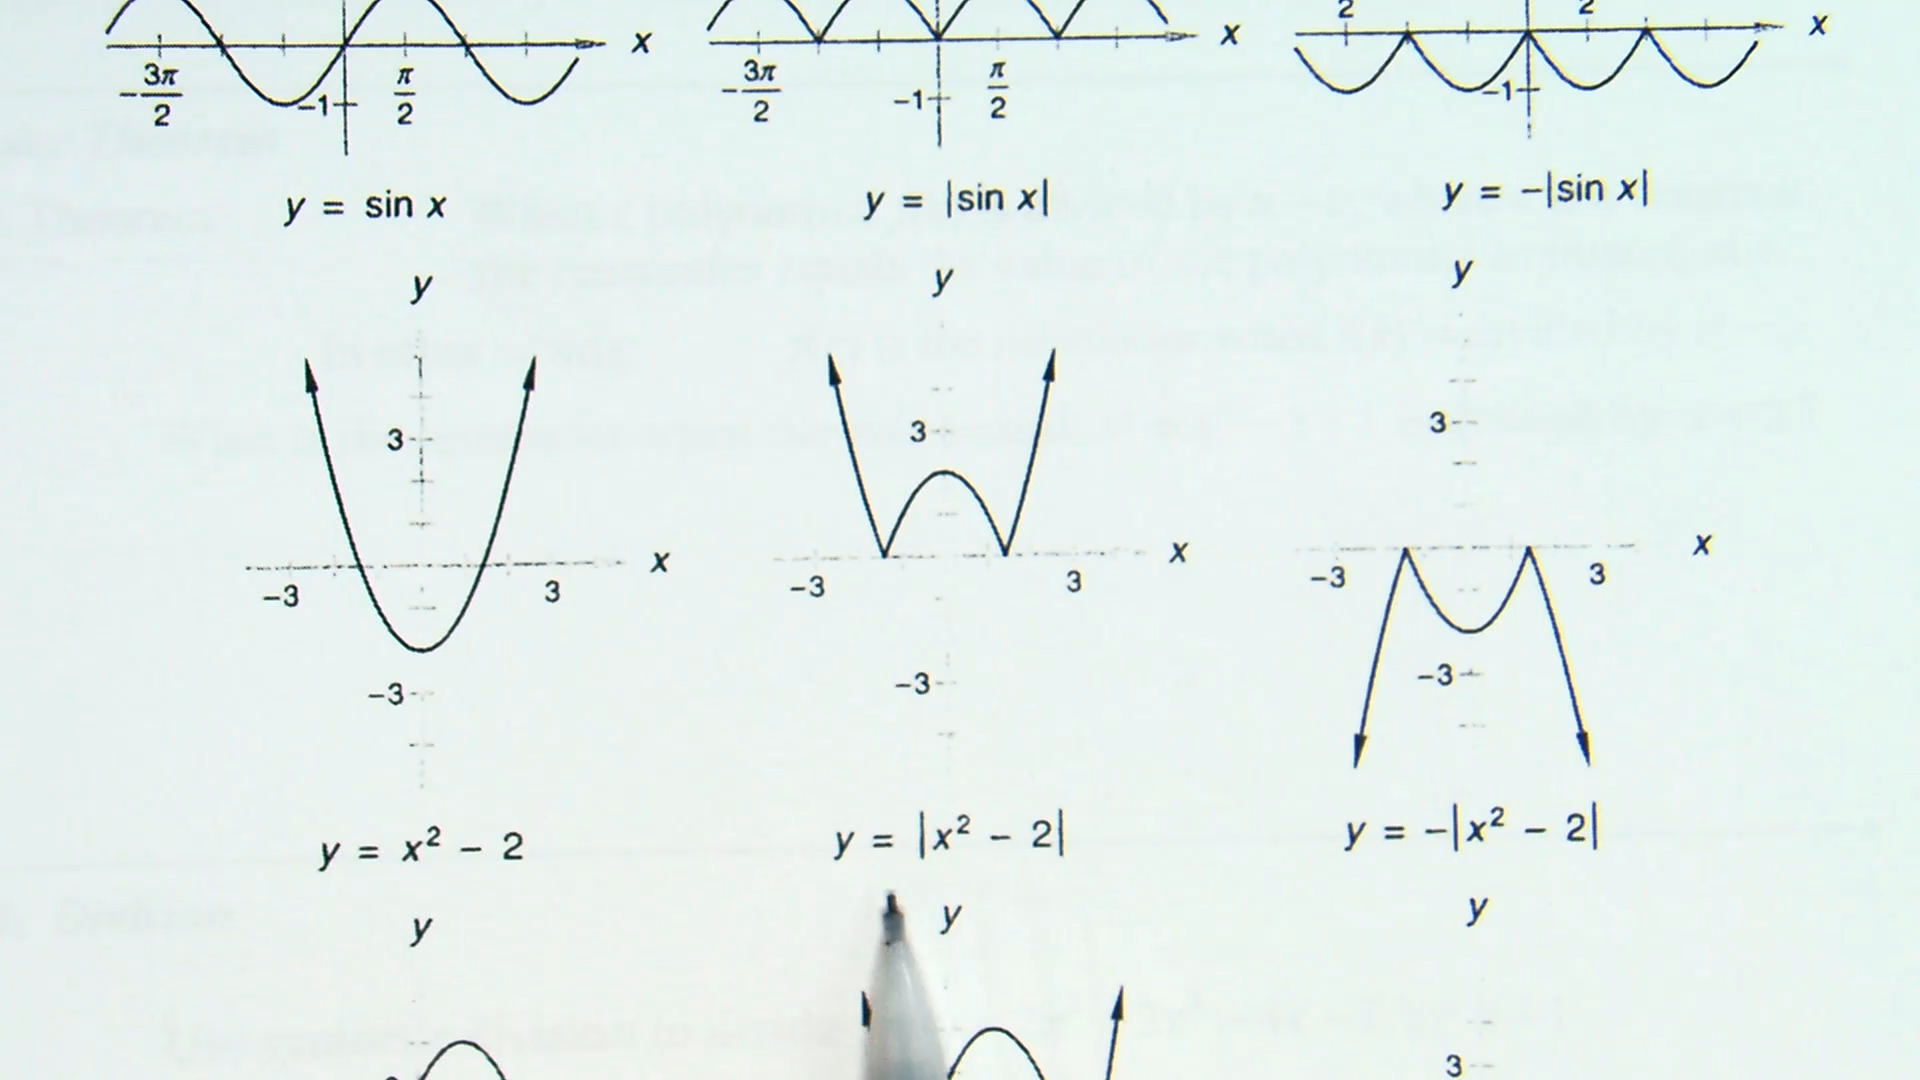 2 2
x x x
3π/2 π/2 3π/2 π/2
-1 -1 -1
y = sin x y = |sin x| y = -|sin x|
y y y
3 3 3
x x x
-3 3 -3 3 -3 3
-3 -3 -3
y = x² - 2 y = |x² - 2| y = -|x² - 2|
y y y
3